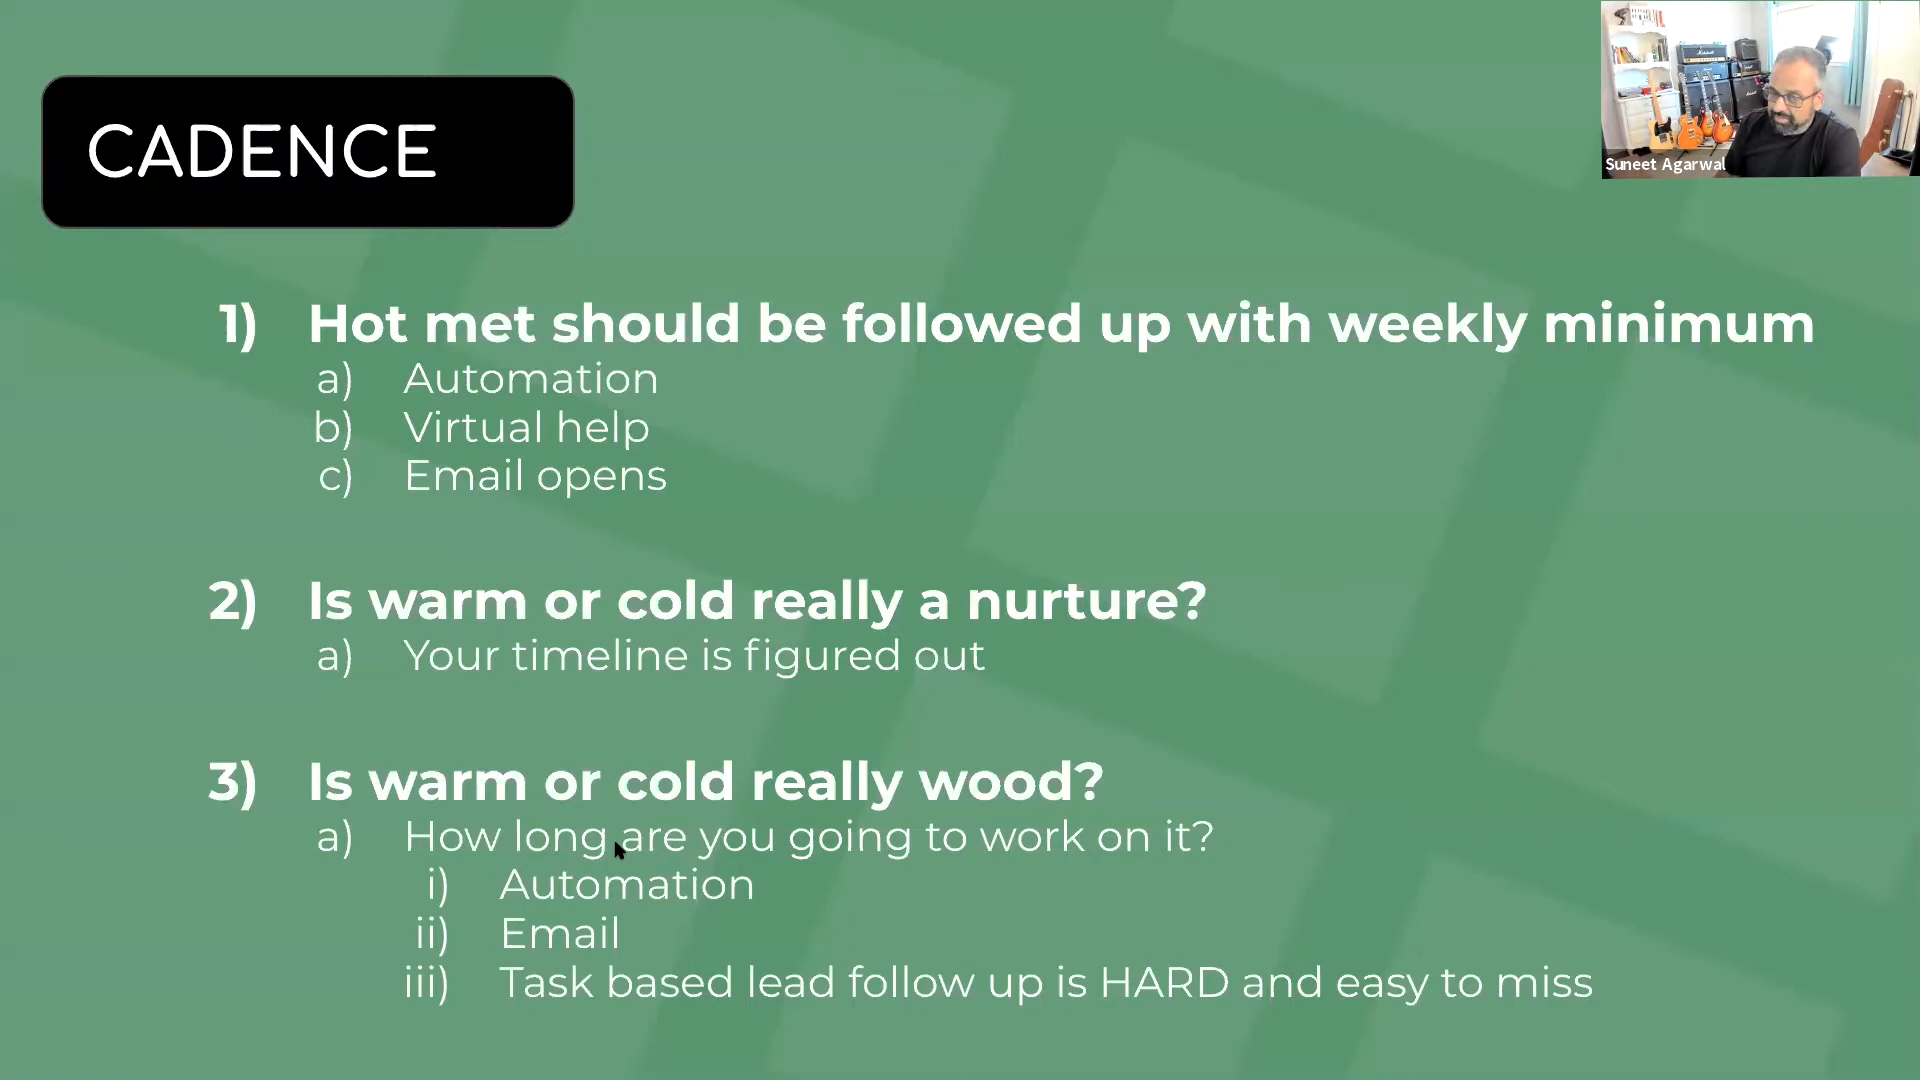 CADENCE
Suneet Agarwal
1) Hot met should be followed up with weekly minimum
a) Automation
b) Virtual help
c) Email opens
2) Is warm or cold really a nurture?
a) Your timeline is figured out
3) Is warm or cold really wood?
a) How long are you going to work on it?
i) Automation
ii) Email
iii) Task based lead follow up is HARD and easy to miss